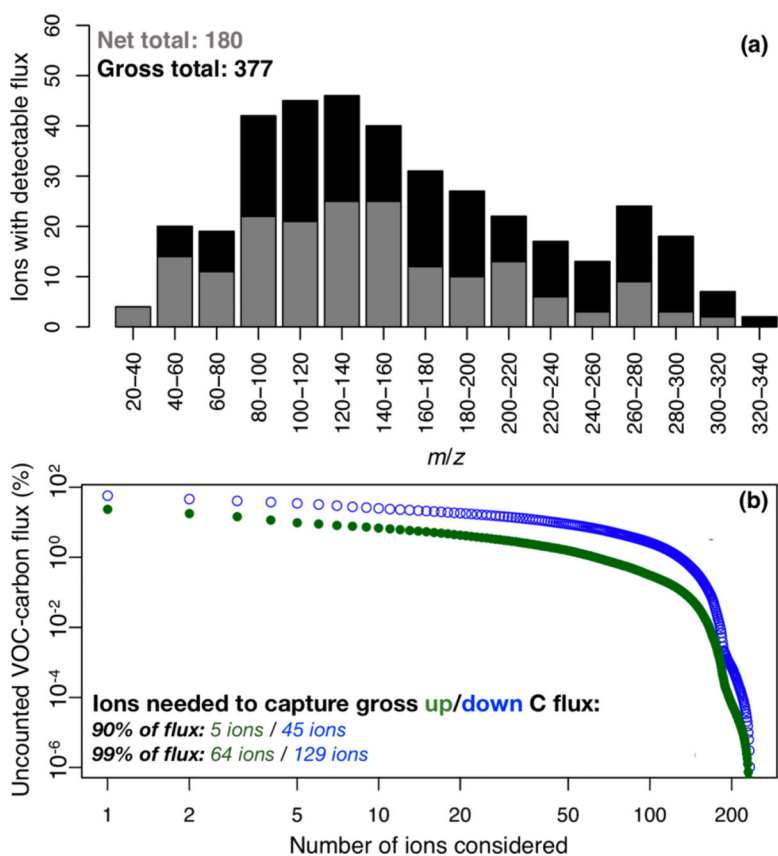 Net total: 180
Gross total: 377
(a)
Ions with detectable flux
60
50
40
30
20
10
0
20–40
40–60
60–80
80–100
100–120
120–140
140–160
160–180
180–200
200–220
220–240
240–260
260–280
280–300
300–320
320–340
m/z
(b)
Uncounted VOC-carbon flux (%)
10^2
10^0
10^-2
10^-4
10^-6
Ions needed to capture gross up/down C flux:
90% of flux: 5 ions / 45 ions
99% of flux: 64 ions / 129 ions
1 2 5 10 20 50 100 200
Number of ions considered